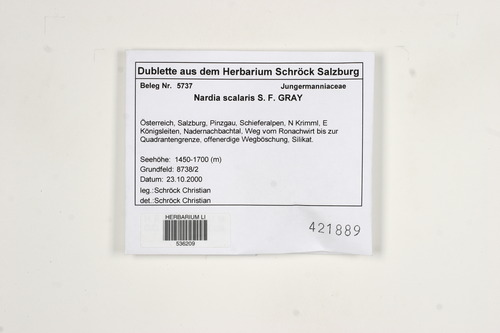 Dublette aus dem Herbarium Schröck Salzburg
Beleg Nr. 5737 Jungermanniaceae
Nardia scalaris S. F. GRAY
Österreich, Salzburg, Pinzgau, Schieferalpen, N Krimml, E
Königsleiten, Nadernachbachtal, Weg vom Ronachwirt bis zur
Quadrantengrenze, offenerdige Wegböschung, Silikat.
Seehöhe: 1450-1700 (m)
Grundfeld: 8738/2
Datum: 23.10.2000
leg.: Schröck Christian
det.: Schröck Christian
HERBARIUM LI
536209
421889